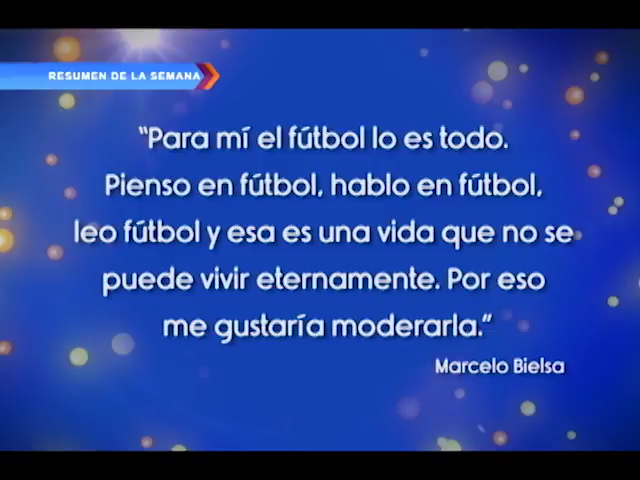 RESUMEN DE LA SEMANA
“Para mí el fútbol lo es todo.
Pienso en fútbol, hablo en fútbol,
leo fútbol y esa es una vida que no se
puede vivir eternamente. Por eso
me gustaría moderarla.”
Marcelo Bielsa